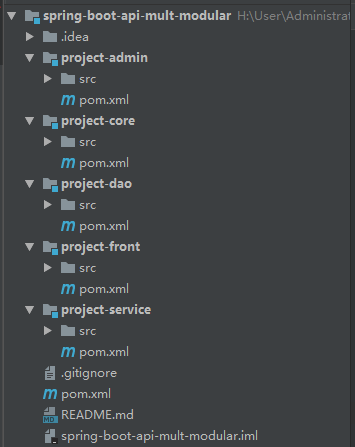 spring-boot-api-mult-modular H:\User\Administrat
.idea
project-admin
src
pom.xml
project-core
src
pom.xml
project-dao
src
pom.xml
project-front
src
pom.xml
project-service
src
pom.xml
.gitignore
pom.xml
README.md
spring-boot-api-mult-modular.iml